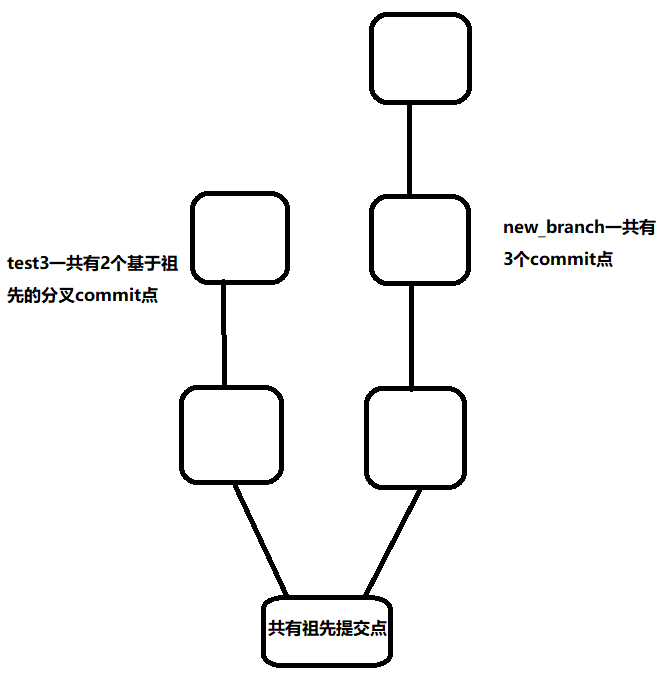 new_branch一共有
3个commit点
test3一共有2个基于祖
先的分叉commit点
共有祖先提交点